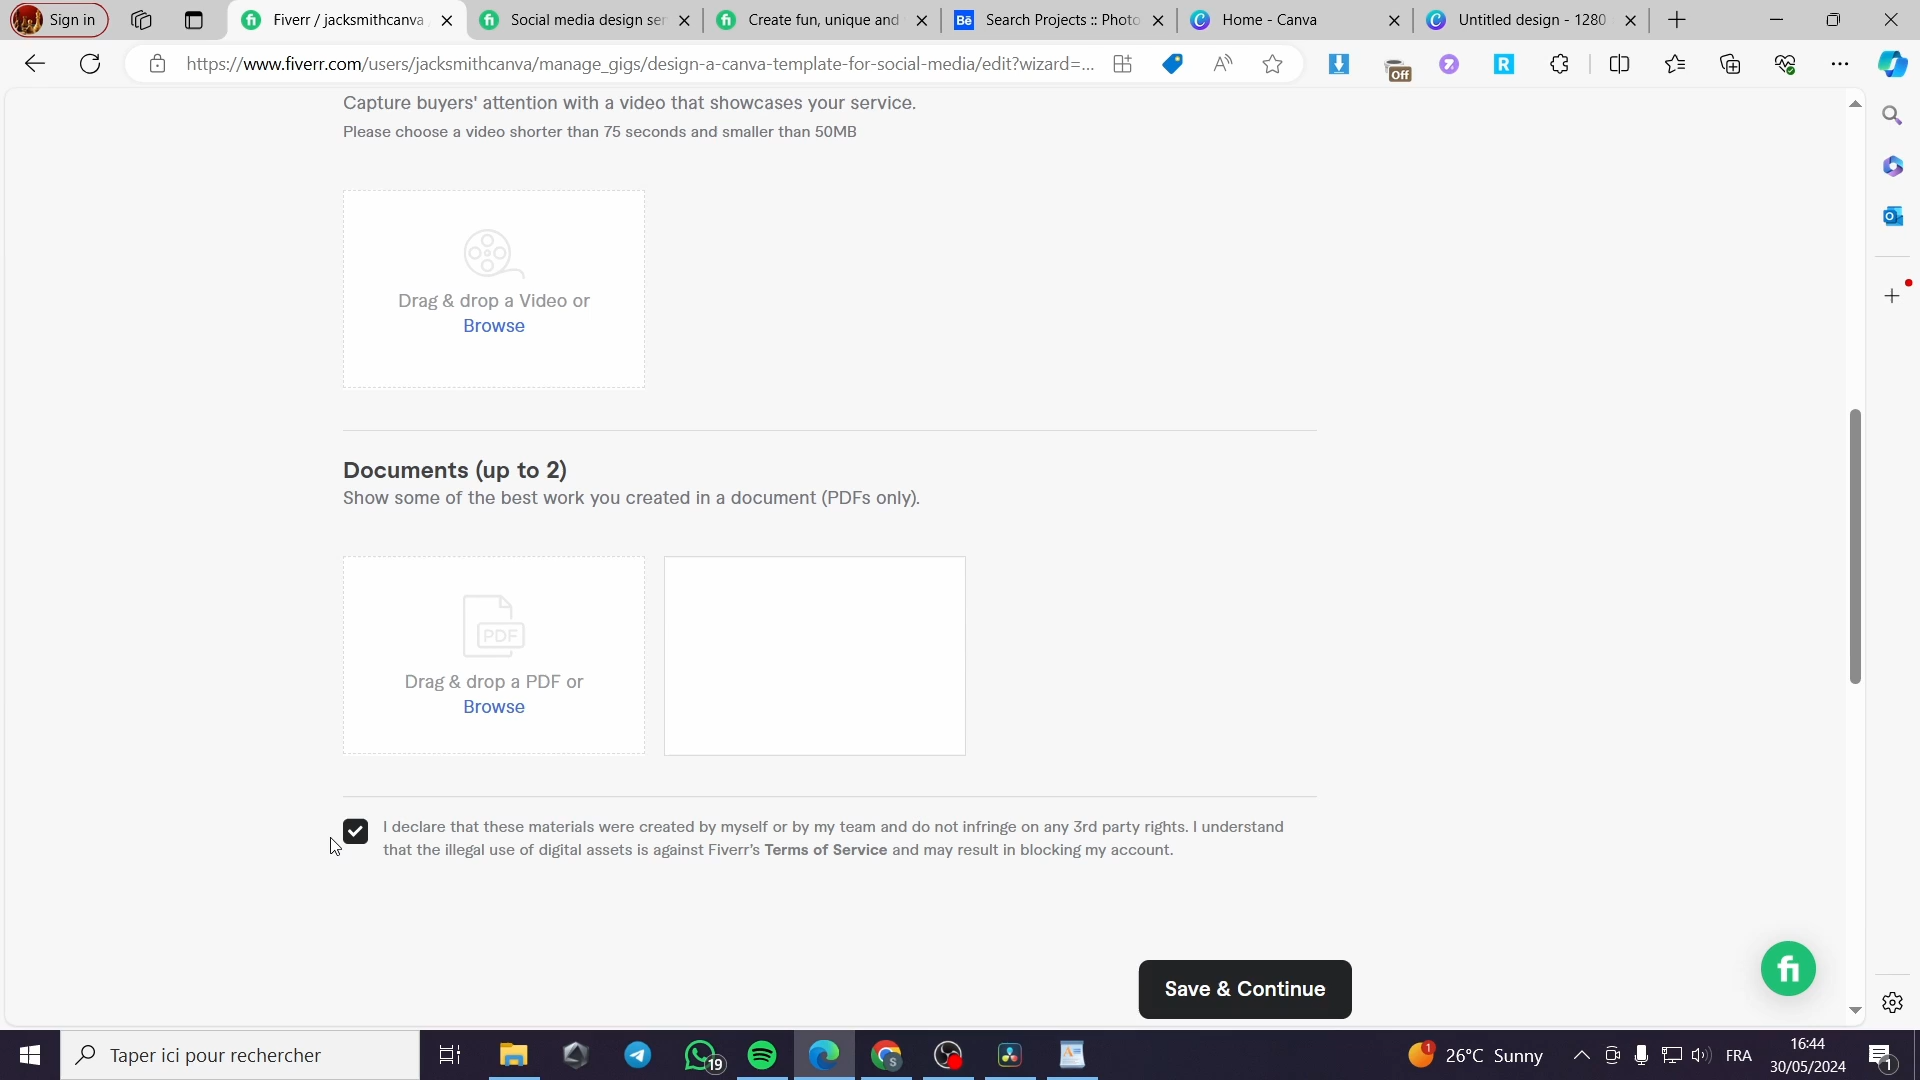 Sign in
Fiverr / jacksmithcanva
Social media design ser
Create fun, unique and
Bē
Search Projects :: Photo
Home - Canva
Untitled design - 1280
https://www.fiverr.com/users/jacksmithcanva/manage_gigs/design-a-canva-template-for-social-media/edit?wizard=...
Off
R
Capture buyers' attention with a video that showcases your service.
Please choose a video shorter than 75 seconds and smaller than 50MB
Drag & drop a Video or
Browse
Documents (up to 2)
Show some of the best work you created in a document (PDFs only).
PDF
Drag & drop a PDF or
Browse
I declare that these materials were created by myself or by my team and do not infringe on any 3rd party rights. I understand
that the illegal use of digital assets is against Fiverr's Terms of Service and may result in blocking my account.
Save & Continue
fi
Taper ici pour rechercher
19
S
1
26°C Sunny
FRA
16:44
30/05/2024
1